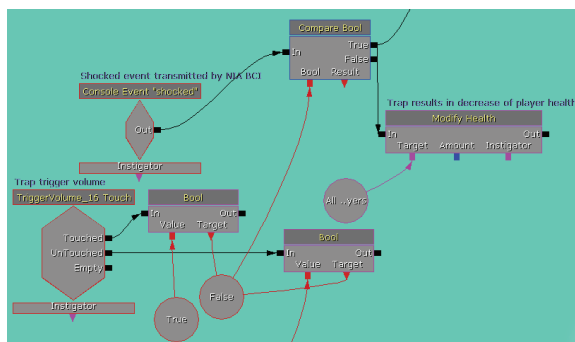 Compare Bool
True
In
False
Bool Result
Shocked event transmitted by NIA BCI
Console Event "shocked"
Out
Instigator
Trap results in decrease of player health
Modify Health
In Out
Target Amount Instigator
All ..yers
Trap trigger volume
TriggerVolume_16 Touch
Touched
UnTouched
Empty
Instigator
Bool
In Out
Value Target
Bool
In Out
Value Target
False
True